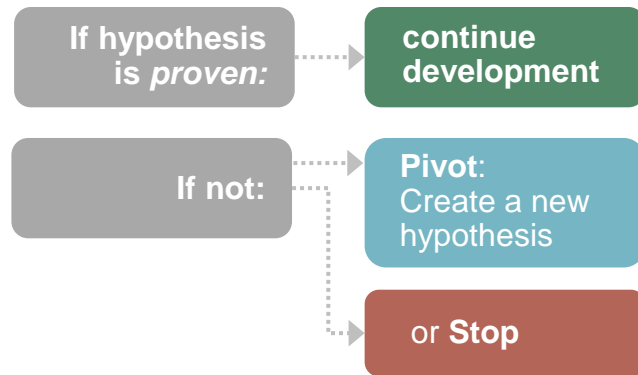 If hypothesis
is proven:
continue
development
If not:
Pivot:
Create a new
hypothesis
or Stop